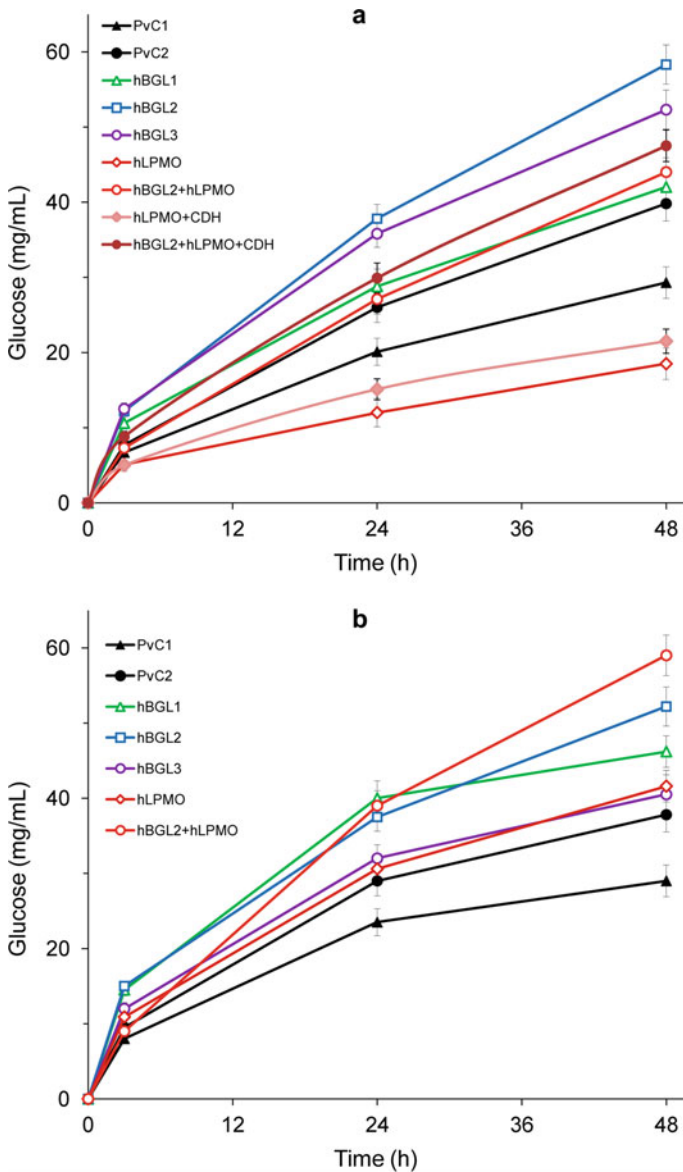 a
PvC1
PvC2
hBGL1
hBGL2
hBGL3
hLPMO
hBGL2+hLPMO
hLPMO+CDH
hBGL2+hLPMO+CDH
Glucose (mg/mL)
60
40
20
0
0 12 24 36 48
Time (h)
b
PvC1
PvC2
hBGL1
hBGL2
hBGL3
hLPMO
hBGL2+hLPMO
Glucose (mg/mL)
60
40
20
0
0 12 24 36 48
Time (h)